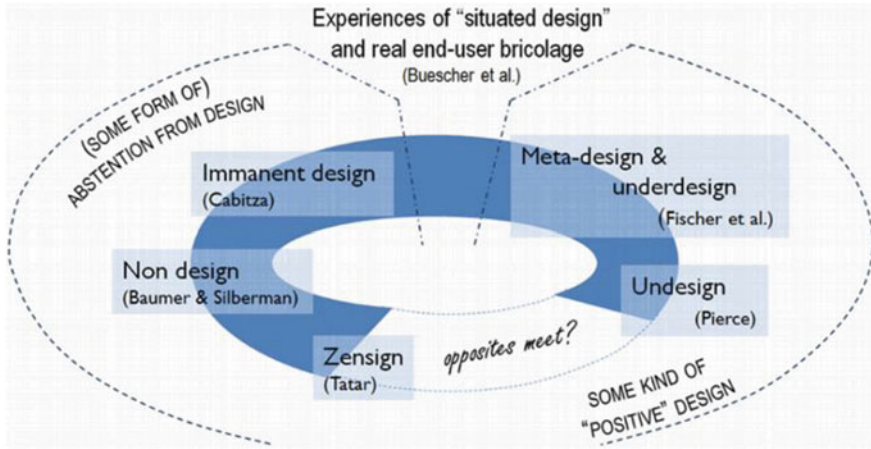 Experiences of “situated design”
and real end-user bricolage
(Buescher et al.)
(SOME FORM OF)
ABSTENTION FROM DESIGN
Immanent design
(Cabitza)
Meta-design &
underdesign
(Fischer et al.)
Non design
(Baumer & Silberman)
Undesign
(Pierce)
Zensign
(Tatar)
opposites meet?
SOME KIND OF
“POSITIVE” DESIGN